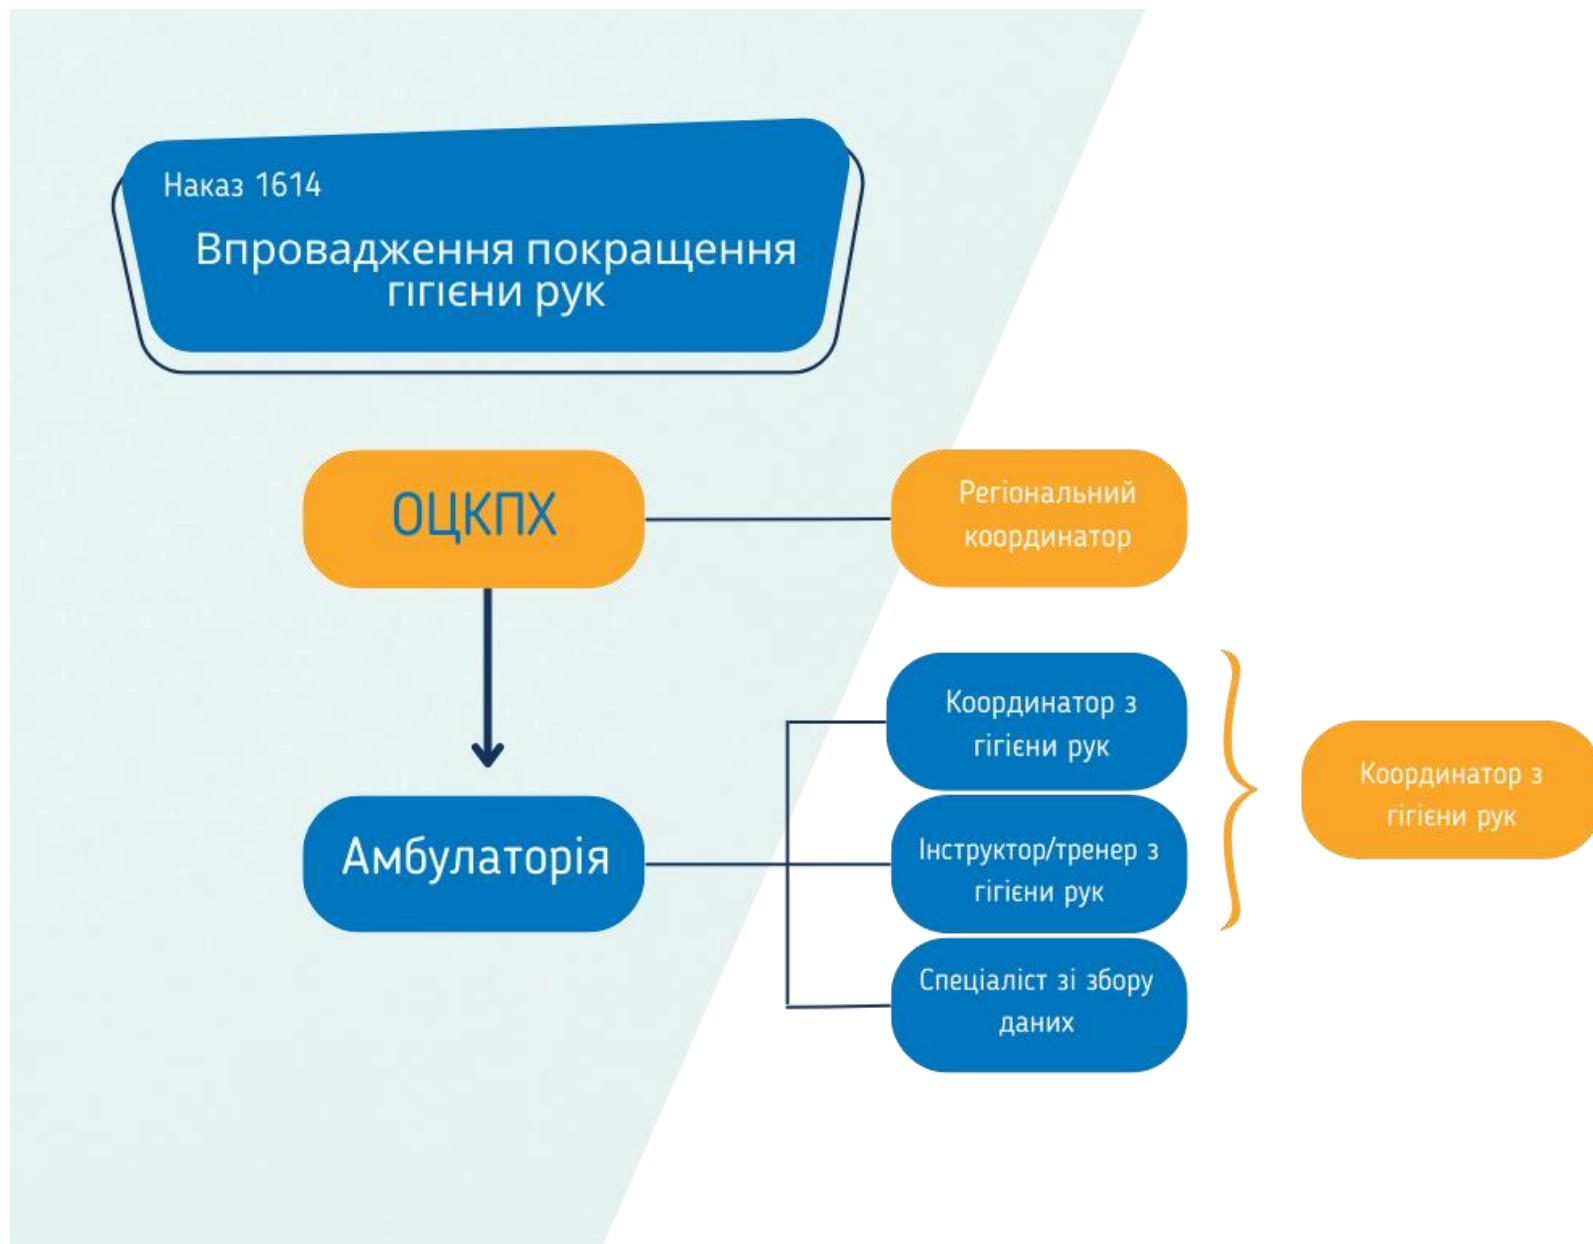 Наказ 1614
Впровадження покращення
гігієни рук
ОЦКПХ
Регіональний
координатор
Координатор з
гігієни рук
Координатор з
гігієни рук
Амбулаторія
Інструктор/тренер з
гігієни рук
Спеціаліст зі збору
даних